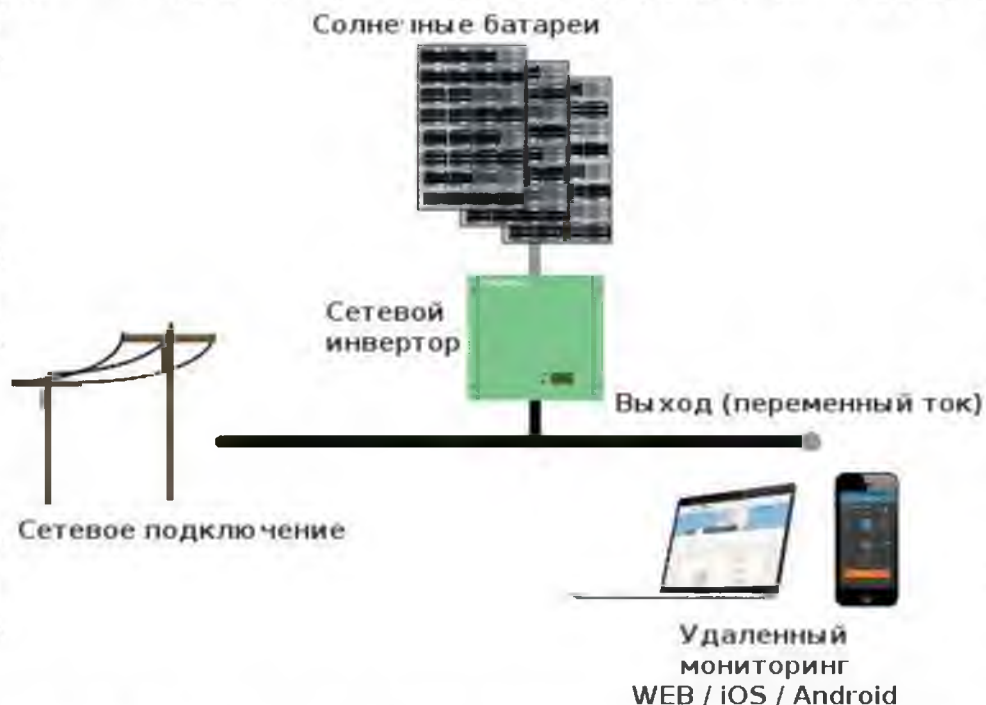 Солнечные батареи
Сетевой
инвертор
Выход (переменный ток)
Сетевое подключение
Удаленный
мониторинг
WEB / iOS / Android